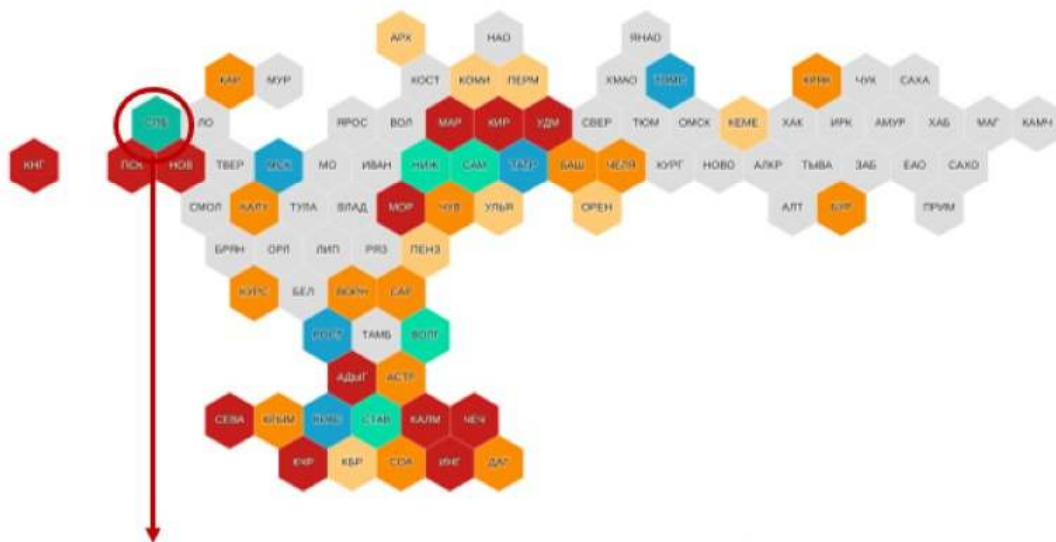 АРХ НАО ЯНАО
КАР МУР КОСТ КОМИ ПЕРМ ХМАО ТОМС КРЯК ЧУК САХА
СПБ ЛО ЯРОС ВОЛ МАР КИР УДМ СВЕР ТЮМ ОМСК КЕМЕ ХАК ИРК АМУР ХАБ МАГ КАМЧ
КНГ ПСК НОВ ТВЕР МСК МО ИВАН НИЖ САМ ТАТР БАШ ЧЕЛЯ КУРГ НОВО АЛКР ТЫВА ЗАБ ЕАО САХО
СМОЛ КАЛУ ТУЛА ВЛАД МОР ЧУВ УЛЬЯ ОРЕН АЛТ БУР ПРИМ
БРЯН ОРЛ ЛИП РЯЗ ПЕНЗ
КУРС БЕЛ ВОРН САР
РОСТ ТАМБ ВОЛГ
АДЫГ АСТР
СЕВА КРЫМ СТАВ КАЛМ ЧЕЧ
КЧР КБР СОА ИНГ ДАГ